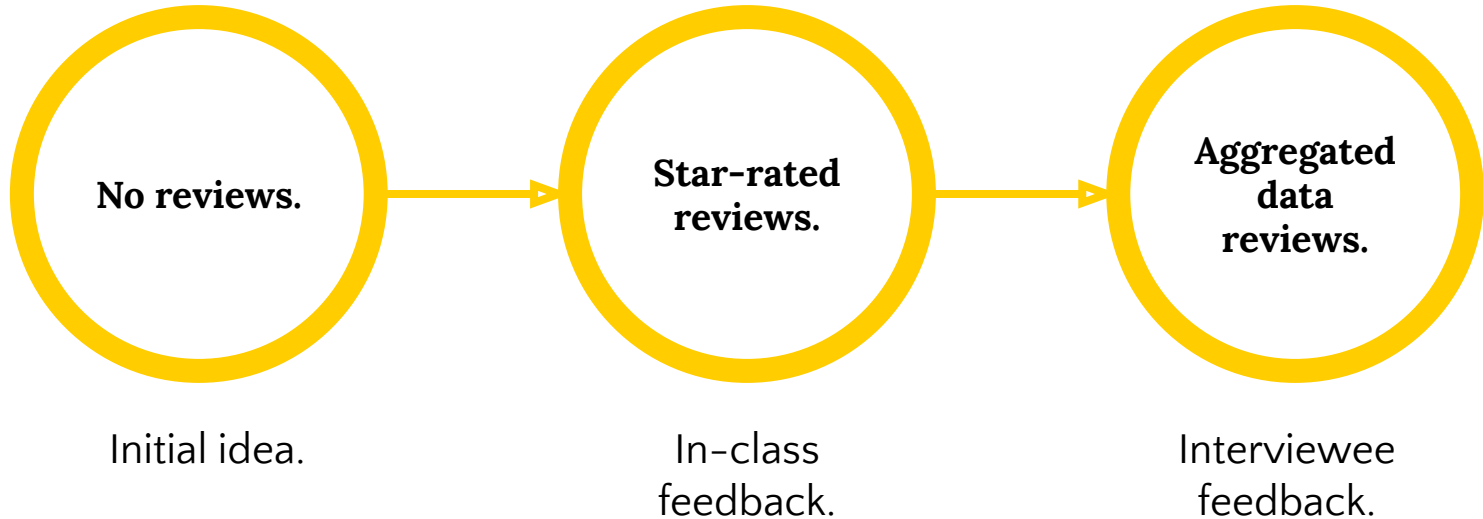 No reviews.
Star-rated
reviews.
Aggregated
data
reviews.
Initial idea.
In-class
feedback.
Interviewee
feedback.